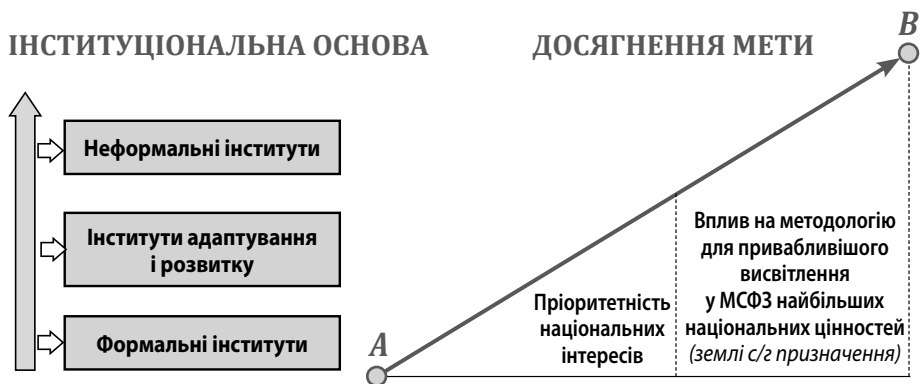 ІНСТИТУЦІОНАЛЬНА ОСНОВА
Неформальні інститути
Інститути адаптування
і розвитку
Формальні інститути
ДОСЯГНЕННЯ МЕТИ
B
A
Пріоритетність
національних
інтересів
Вплив на методологію
для привабливішого
висвітлення
у МСФЗ найбільших
національних цінностей
(землі с/г призначення)